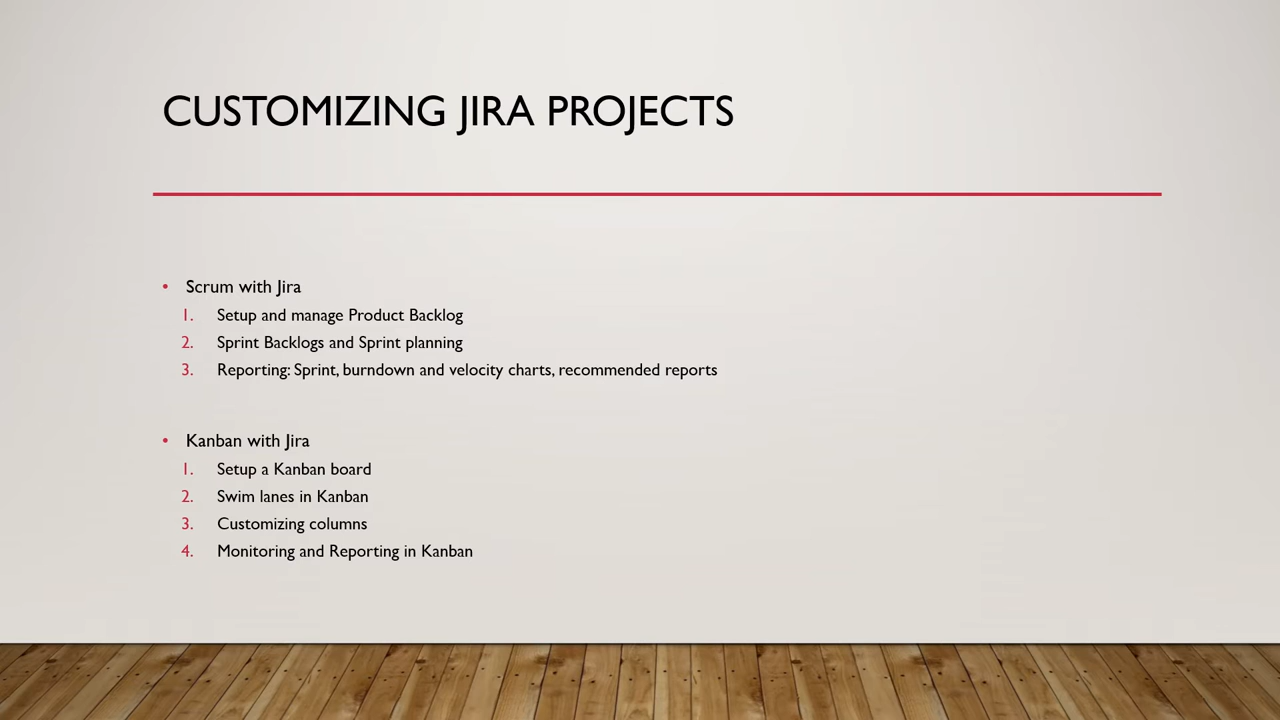 CUSTOMIZING JIRA PROJECTS
• Scrum with Jira
1. Setup and manage Product Backlog
2. Sprint Backlogs and Sprint planning
3. Reporting: Sprint, burndown and velocity charts, recommended reports
• Kanban with Jira
1. Setup a Kanban board
2. Swim lanes in Kanban
3. Customizing columns
4. Monitoring and Reporting in Kanban